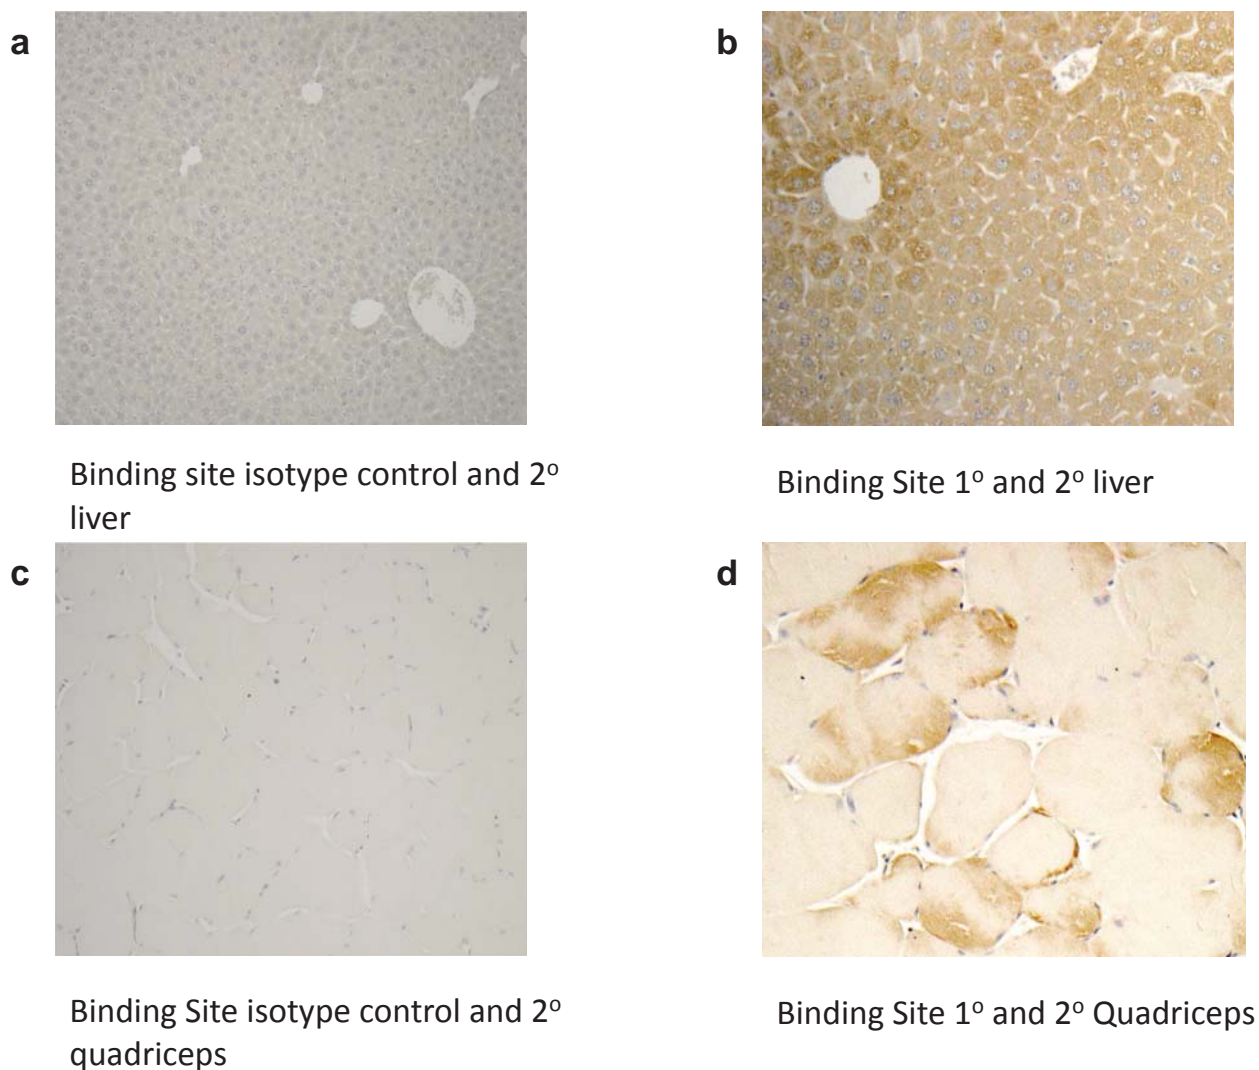 a
b
Binding site isotype control and 2º
liver
Binding Site 1º and 2º liver
c
d
Binding Site isotype control and 2º
quadriceps
Binding Site 1º and 2º Quadriceps